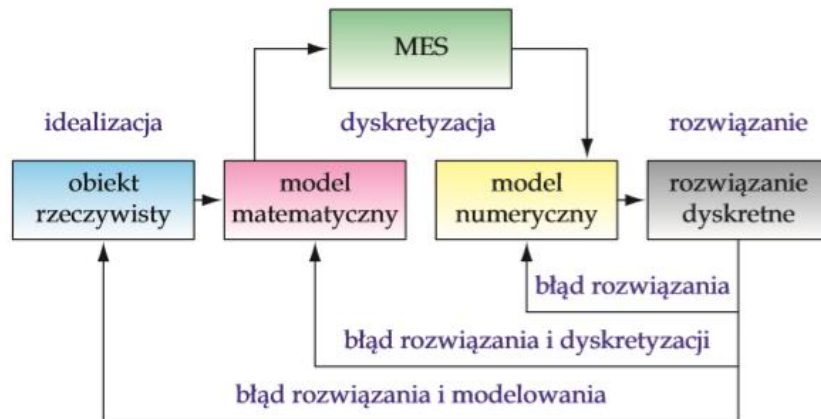 MES
idealizacja
dyskretyzacja
rozwiązanie
obiekt
rzeczywisty
model
matematyczny
model
numeryczny
rozwiązanie
dyskretne
błąd rozwiązania
błąd rozwiązania i dyskretyzacji
błąd rozwiązania i modelowania